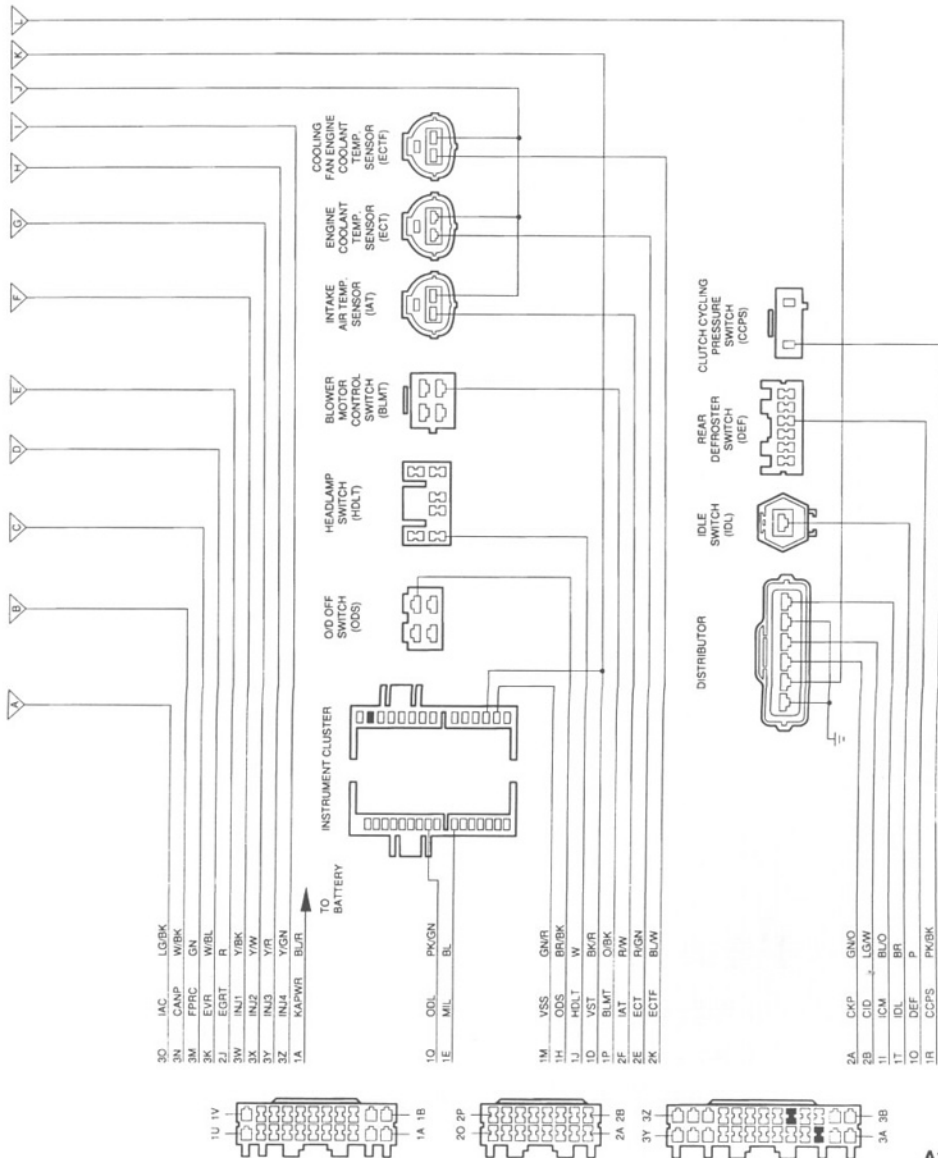 L
K
J
I
H
G
F
E
D
C
B
A
COOLING
FAN ENGINE
COOLANT
TEMP.
SENSOR
(ECTF)
ENGINE
COOLANT
TEMP.
SENSOR
(ECT)
INTAKE
AIR TEMP.
SENSOR
(IAT)
BLOWER
MOTOR
CONTROL
SWITCH
(BLMT)
HEADLAMP
SWITCH
(HDLT)
O/D OFF
SWITCH
(ODS)
INSTRUMENT CLUSTER
CLUTCH CYCLING
PRESSURE
SWITCH
(CCPS)
REAR
DEFROSTER
SWITCH
(DEF)
IDLE
SWITCH
(IDL)
DISTRIBUTOR
TO
BATTERY
3O IAC LG/BK
3N CANP W/BK
3M FPRC GN
3K EVR W/BL
2J EGRT R
3W INJ1 Y/BK
3X INJ2 Y/W
3Y INJ3 Y/R
3Z INJ4 Y/GN
1A KAPWR BL/R
1Q ODL PK/GN
1E MIL BL
1M VSS GN/R
1H ODS BR/BK
1J HDLT W
1D VST BK/R
1P BLMT O/BK
2F IAT R/W
2E ECT R/GN
2K ECTF BL/W
2A CKP GN/O
2B CID LG/W
1I ICM BL/O
1T IDL BR
1O DEF P
1R CCPS PK/BK
1U 1V
1A 1B
2O 2P
2A 2B
3Y 3Z
3A 3B